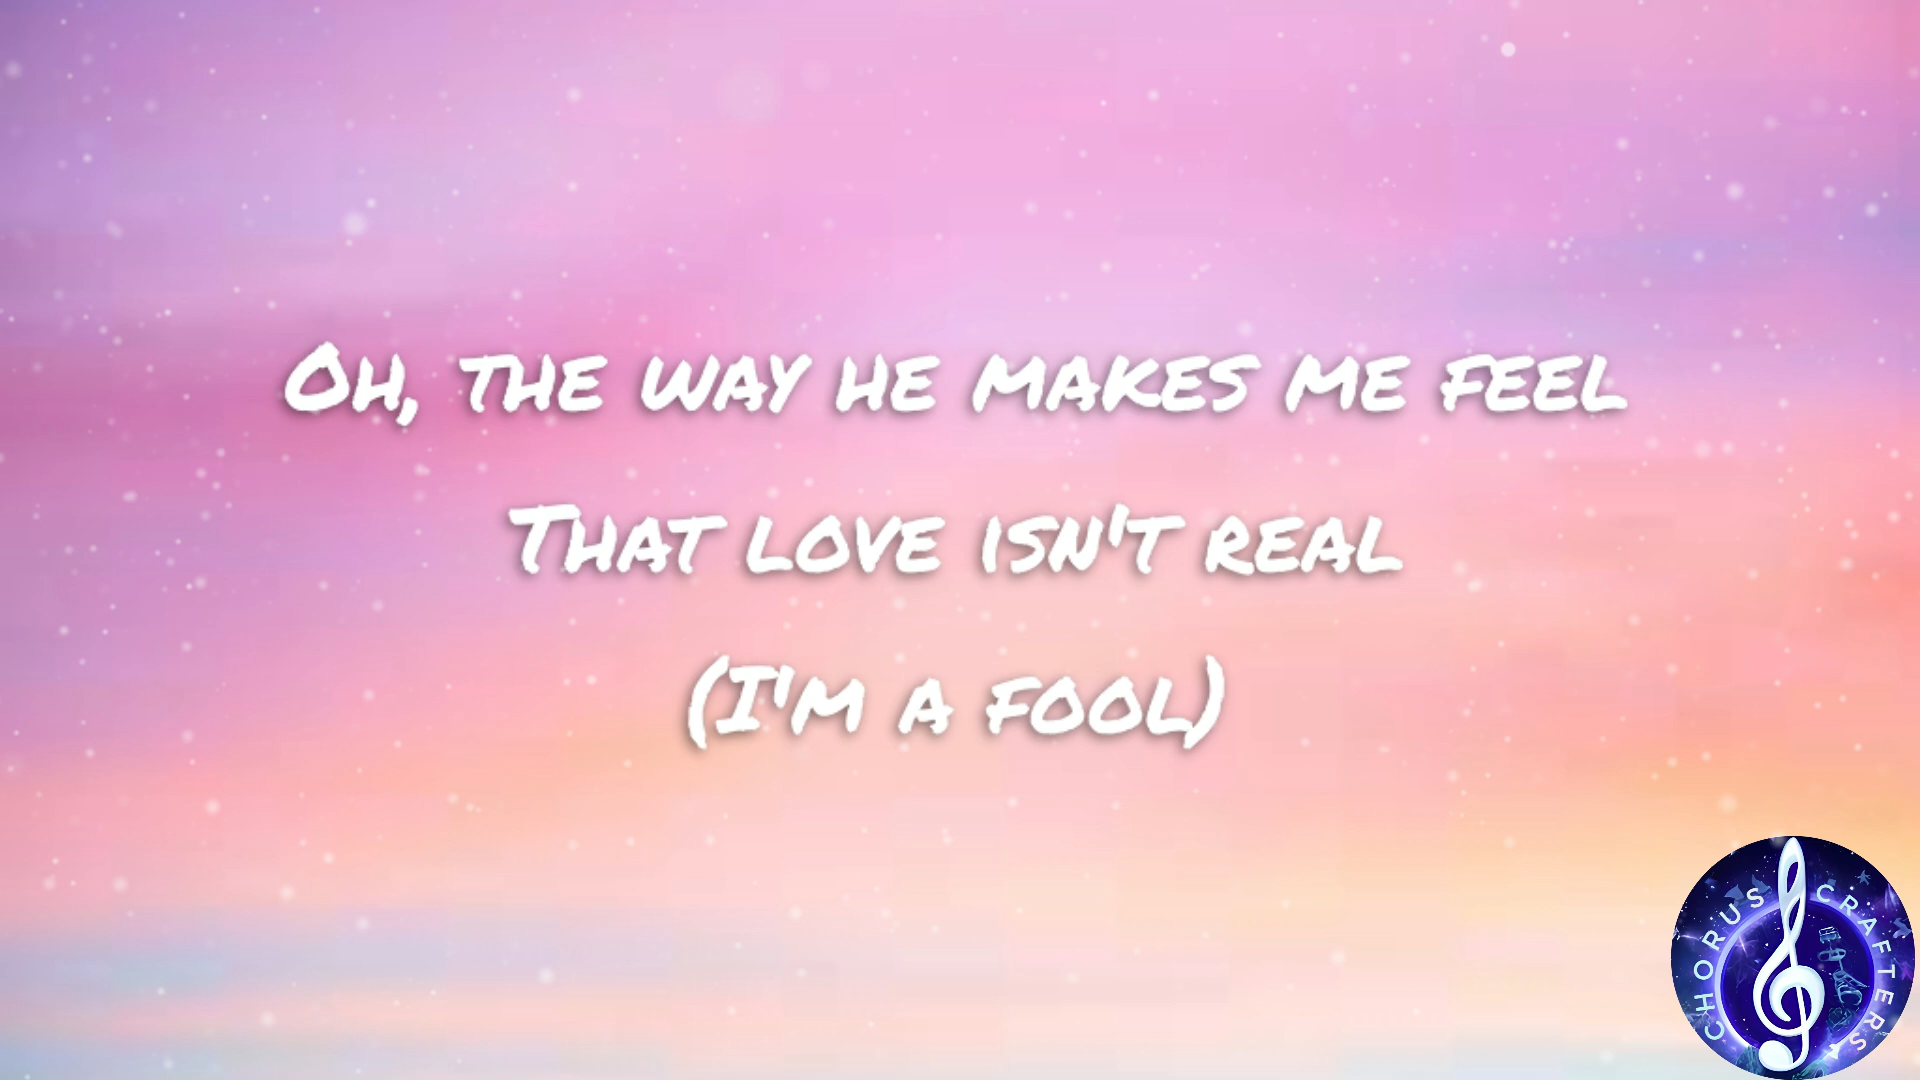 Oh, the way he makes me feel
That love isn't real
(I'm a fool)
CHORUS CRAFTERS